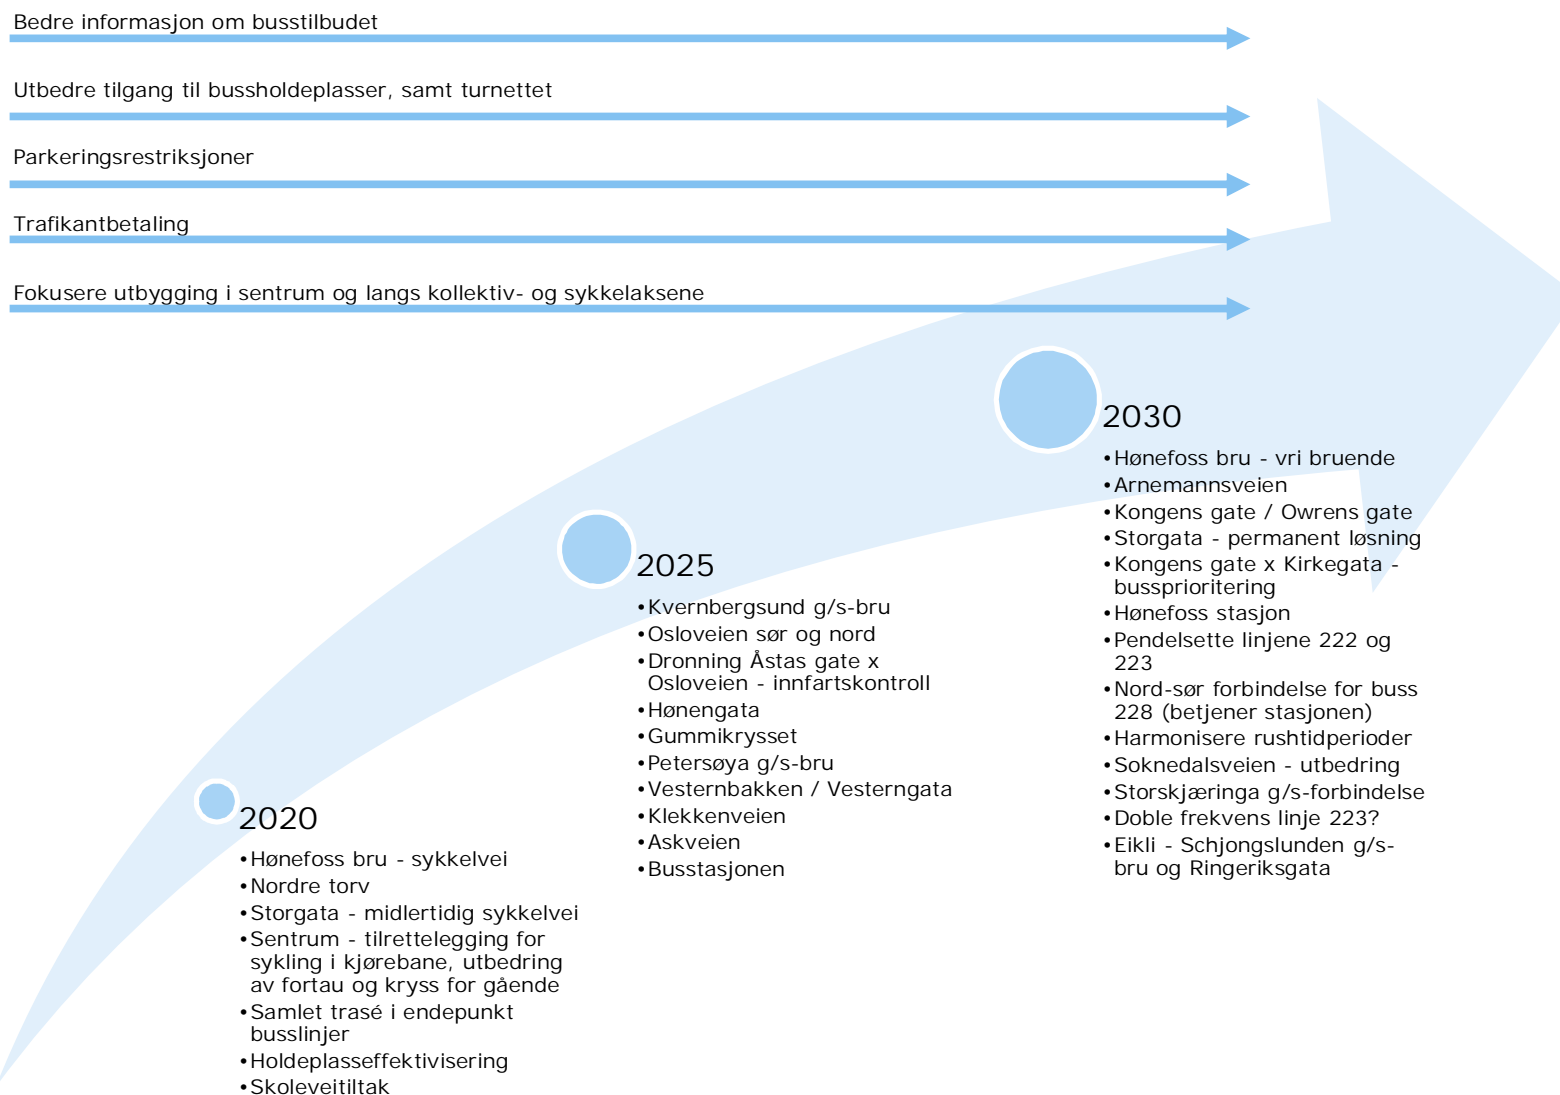 Bedre informasjon om busstilbudet
Utbedre tilgang til bussholdeplasser, samt turnettet
Parkeringsrestriksjoner
Trafikantbetaling
Fokusere utbygging i sentrum og langs kollektiv- og sykkelaksene
2020
•Hønefoss bru - sykkelvei
•Nordre torv
•Storgata - midlertidig sykkelvei
•Sentrum - tilrettelegging for
sykling i kjørebane, utbedring
av fortau og kryss for gående
•Samlet trasé i endepunkt
busslinjer
•Holdeplasseffektivisering
•Skoleveitiltak
2025
•Kvernbergsund g/s-bru
•Osloveien sør og nord
•Dronning Åstas gate x
Osloveien - innfartskontroll
•Hønengata
•Gummikrysset
•Petersøya g/s-bru
•Vesternbakken / Vesterngata
•Klekkenveien
•Askveien
•Busstasjonen
2030
•Hønefoss bru - vri bruende
•Arnemannsveien
•Kongens gate / Owrens gate
•Storgata - permanent løsning
•Kongens gate x Kirkegata -
bussprioritering
•Hønefoss stasjon
•Pendelsette linjene 222 og
223
•Nord-sør forbindelse for buss
228 (betjener stasjonen)
•Harmonisere rushtidperioder
•Soknedalsveien - utbedring
•Storskjæringa g/s-forbindelse
•Doble frekvens linje 223?
•Eikli - Schjongslunden g/s-
bru og Ringeriksgata